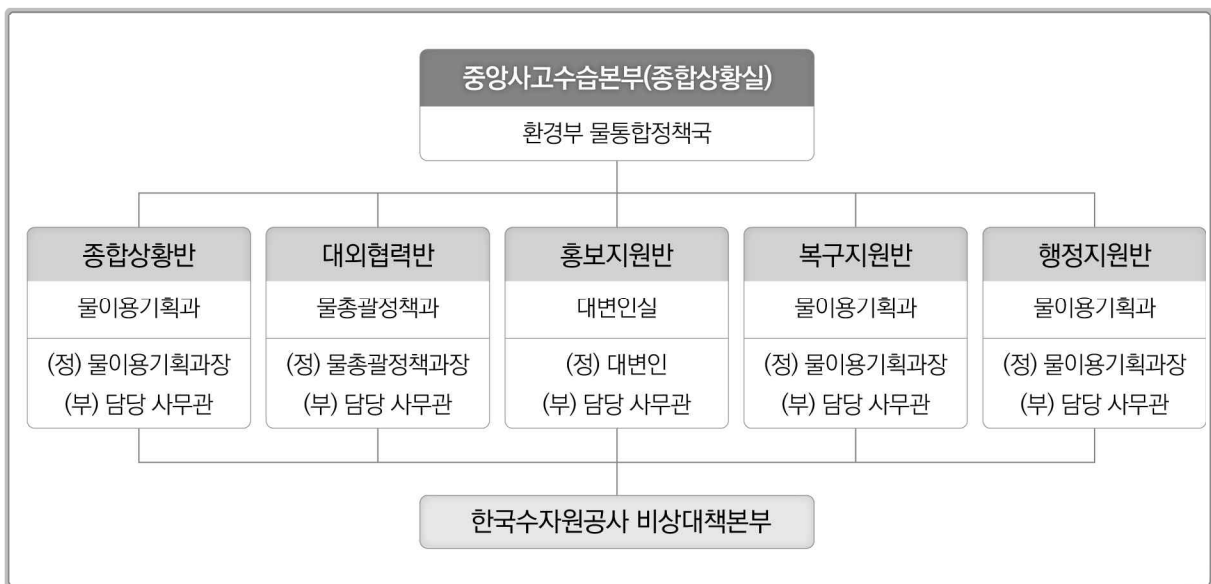 중앙사고수습본부(종합상황실)
환경부 물통합정책국
종합상황반
물이용기획과
(정) 물이용기획과장
(부) 담당 사무관
대외협력반
물총괄정책과
(정) 물총괄정책과장
(부) 담당 사무관
홍보지원반
대변인실
(정) 대변인
(부) 담당 사무관
복구지원반
물이용기획과
(정) 물이용기획과장
(부) 담당 사무관
행정지원반
물이용기획과
(정) 물이용기획과장
(부) 담당 사무관
한국수자원공사 비상대책본부